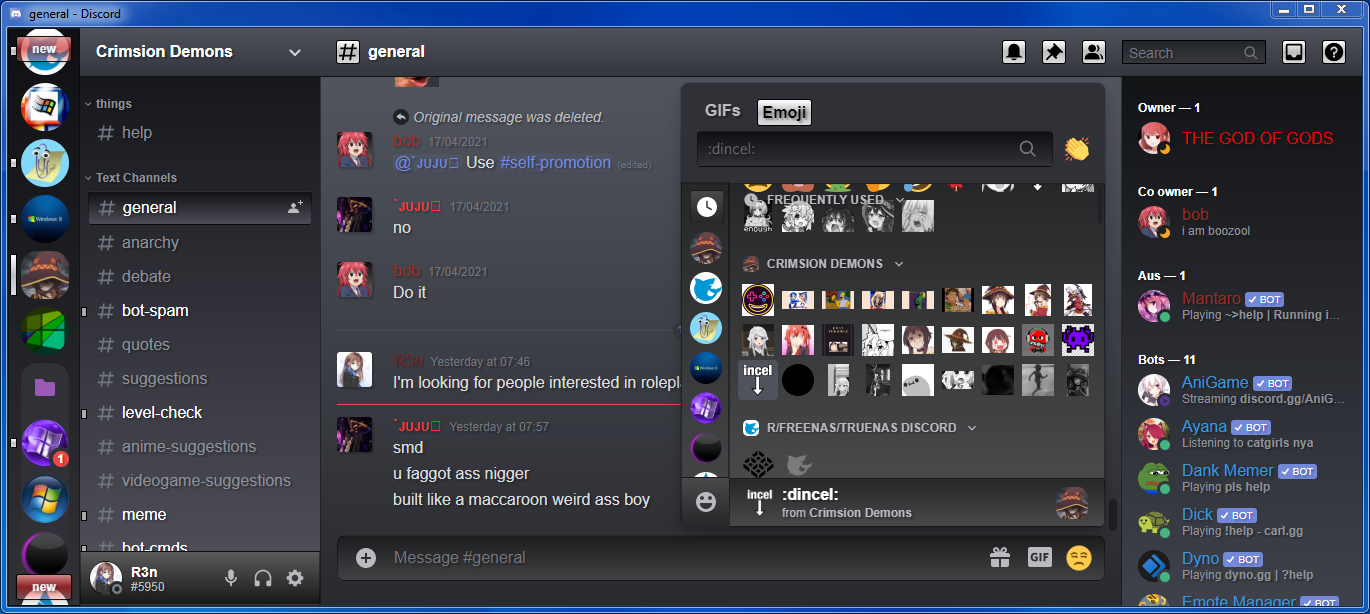 general - Discord
new
Crimsion Demons
general
Search
things
help
Text Channels
general
anarchy
debate
bot-spam
quotes
suggestions
level-check
anime-suggestions
videogame-suggestions
meme
bot-cmds
Windows 8
1
new
R3n
#5950
Original message was deleted.
bob 17/04/2021
@`JUJU Use #self-promotion (edited)
`JUJU 17/04/2021
no
bob 17/04/2021
Do it
R3n Yesterday at 07:46
I'm looking for people interested in rolepla
`JUJU Yesterday at 07:57
smd
u faggot ass nigger
built like a maccaroon weird ass boy
Message #general
GIF
GIFs
Emoji
:dincel:
FREQUENTLY USED
enough
CRIMSION DEMONS
incel
R/FREENAS/TRUENAS DISCORD
incel
:dincel:
from Crimsion Demons
Owner — 1
THE GOD OF GODS
Co owner — 1
bob
i am boozool
Aus — 1
Mantaro BOT
Playing ~>help | Running i…
Bots — 11
AniGame BOT
Streaming discord.gg/AniG…
Ayana BOT
Listening to catgirls nya
Dank Memer BOT
Playing pls help
Dick BOT
Playing !help - carl.gg
Dyno BOT
Playing dyno.gg | ?help
Emote Manager BOT